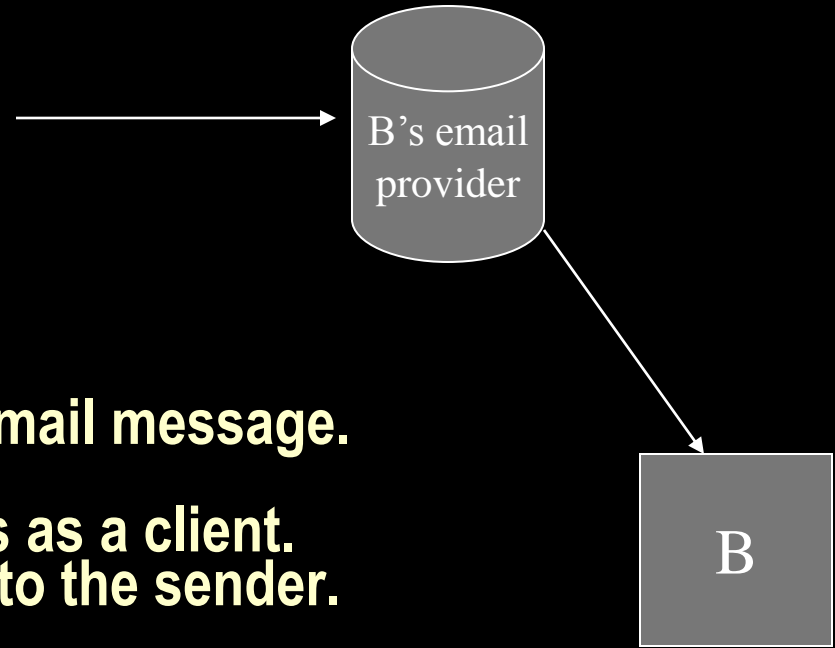 B’s email
provider
mail message.
s as a client.
to the sender.
B